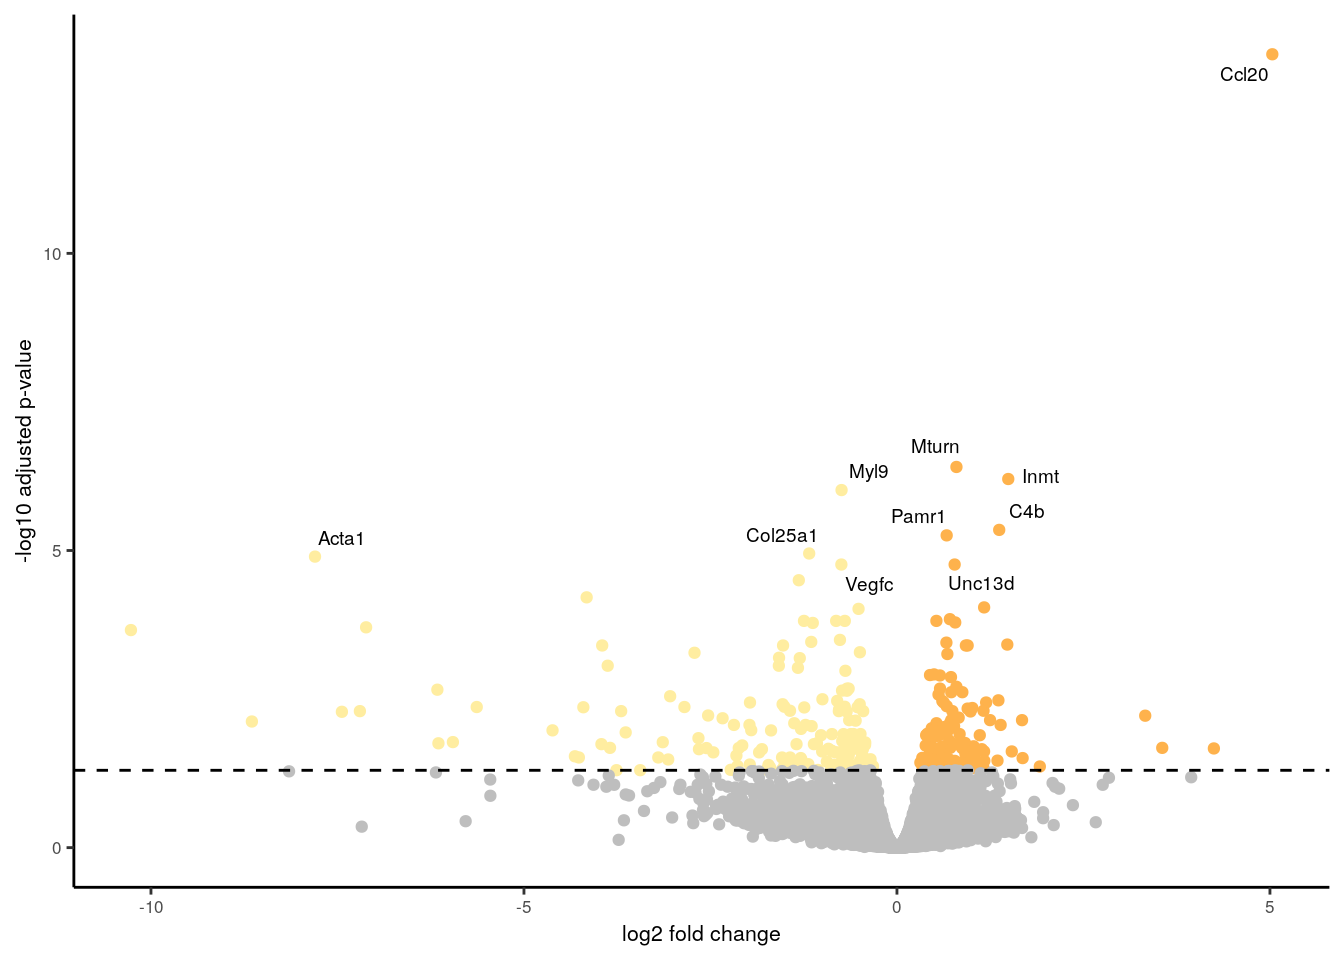 Ccl20
10
Mturn
Myl9
Inmt
C4b
Pamr1
Col25a1
Acta1
5
Unc13d
Vegfc
0
-10
-5
0
5
log2 fold change
-log10 adjusted p-value